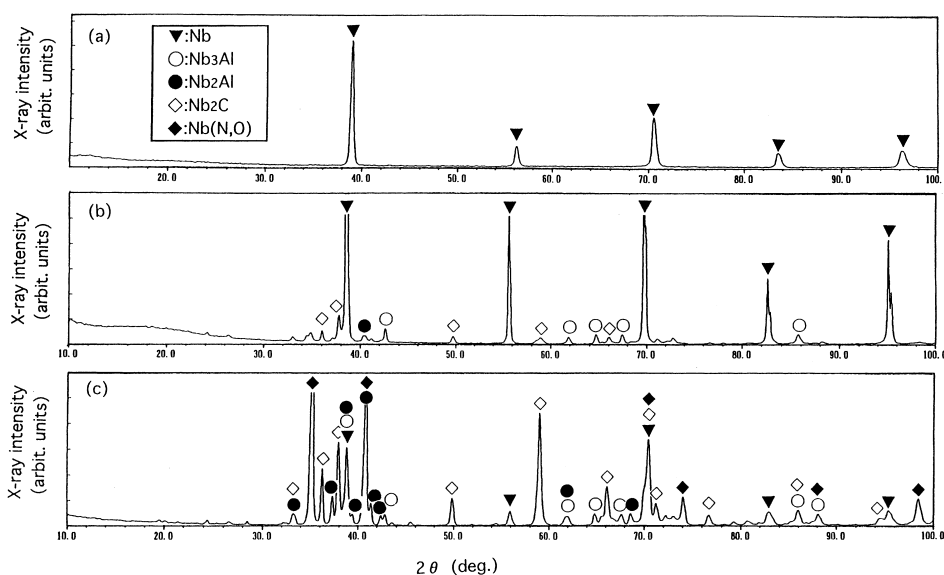 X-ray intensity
(arbit. units)
(a)
▼:Nb
○:Nb3Al
●:Nb2Al
◇:Nb2C
◆:Nb(N,O)
20.0 30.0 40.0 50.0 60.0 70.0 80.0 90.0 100.
X-ray intensity
(arbit. units)
(b)
10.0 20.0 30.0 40.0 50.0 60.0 70.0 80.0 90.0 100.0
X-ray intensity
(arbit. units)
(c)
10.0 20.0 30.0 40.0 50.0 60.0 70.0 80.0 90.0 100.0
2θ (deg.)